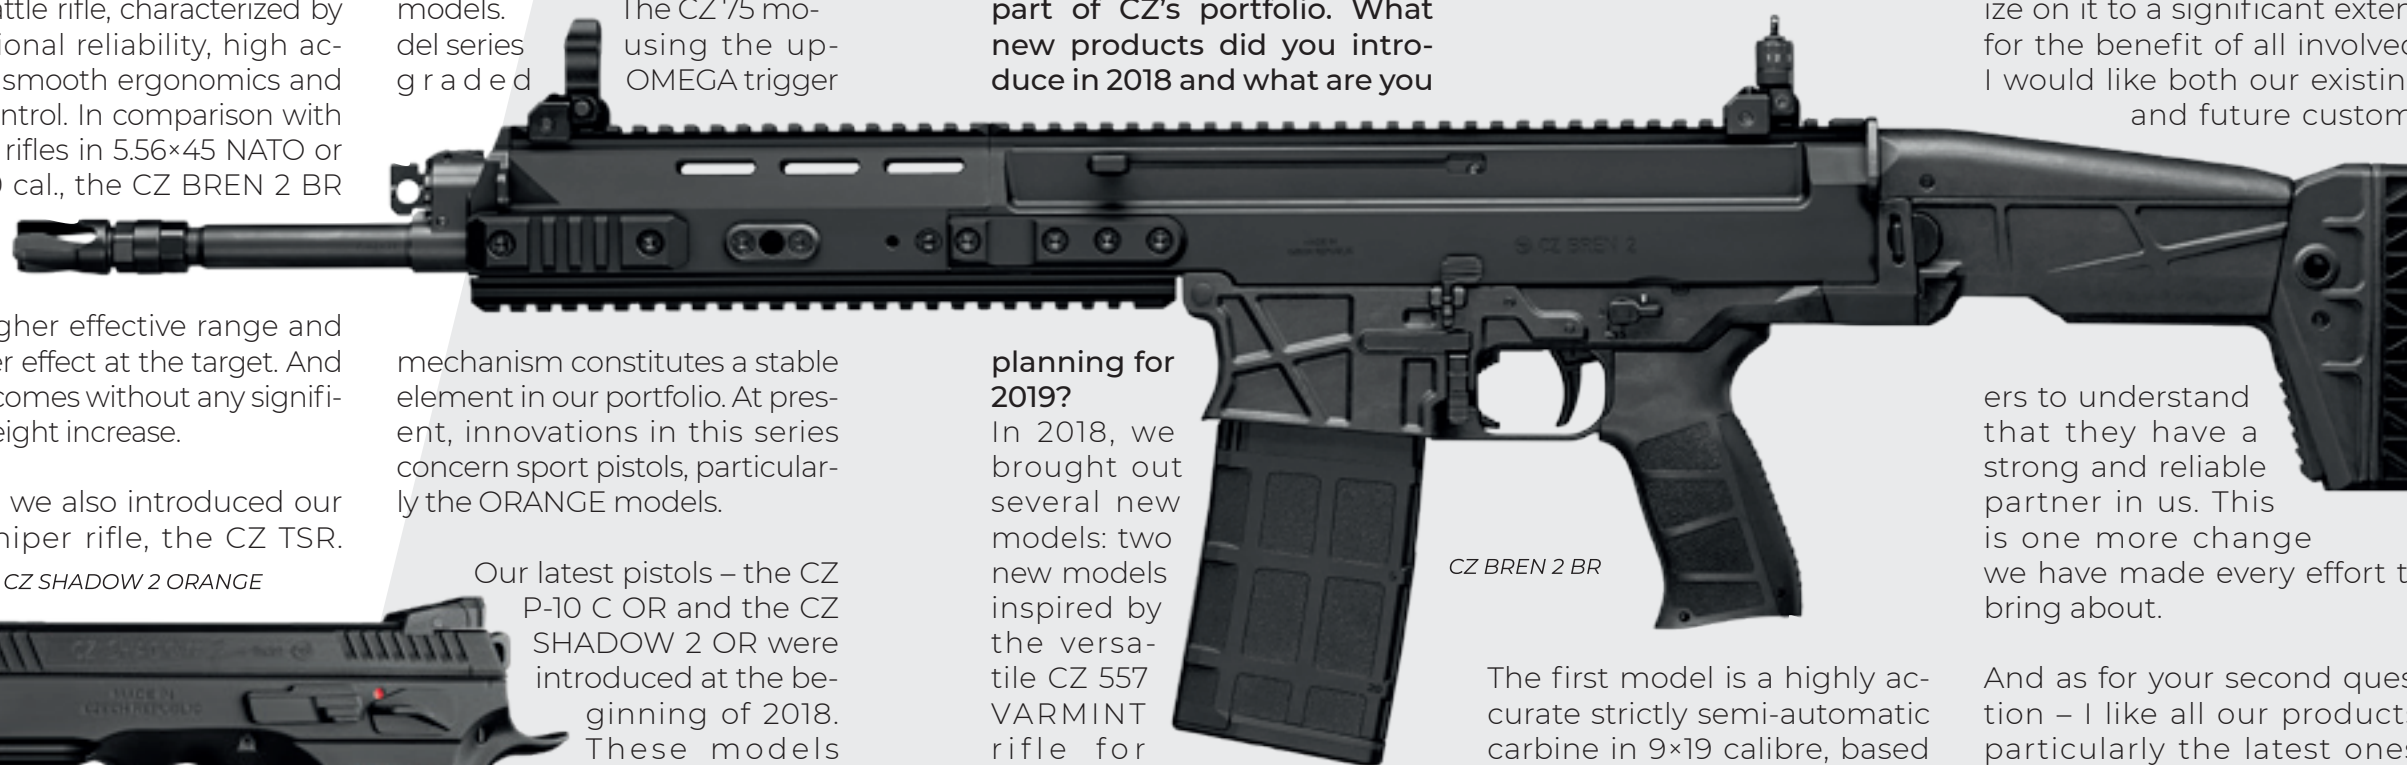 ttle rifle, characterized by
ional reliability, high ac-
smooth ergonomics and
ntrol. In comparison with
rifles in 5.56×45 NATO or
cal., the CZ BREN 2 BR
gher effective range and
er effect at the target. And
comes without any signifi-
eight increase.
we also introduced our
niper rifle, the CZ TSR.
CZ SHADOW 2 ORANGE
MADE IN
CZECH REPUBLIC
models. The CZ 75 mo-
del series using the up-
graded OMEGA trigger
mechanism constitutes a stable
element in our portfolio. At pres-
ent, innovations in this series
concern sport pistols, particular-
ly the ORANGE models.
Our latest pistols – the CZ
P-10 C OR and the CZ
SHADOW 2 OR were
introduced at the be-
ginning of 2018.
These models
part of CZ's portfolio. What
new products did you intro-
duce in 2018 and what are you
planning for
2019?
In 2018, we
brought out
several new
models: two
new models
inspired by
the versa-
tile CZ 557
VARMINT
rifle for
CZ BREN 2
CZ BREN 2 BR
The first model is a highly ac-
curate strictly semi-automatic
carbine in 9×19 calibre, based
ize on it to a significant exten
for the benefit of all involved
I would like both our existin
and future custom
ers to understand
that they have a
strong and reliable
partner in us. This
is one more change
we have made every effort t
bring about.
And as for your second ques
tion – I like all our product
particularly the latest ones